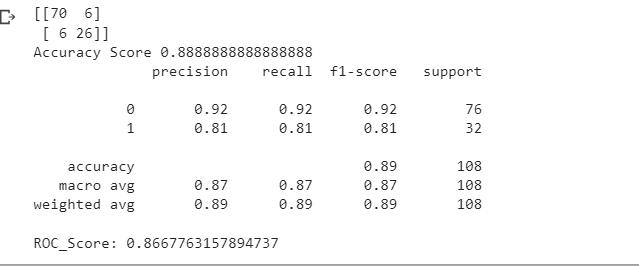 [[70  6]
 [ 6 26]]
Accuracy Score 0.8888888888888888
              precision    recall  f1-score   support

           0       0.92      0.92      0.92        76
           1       0.81      0.81      0.81        32

    accuracy                           0.89       108
   macro avg       0.87      0.87      0.87       108
weighted avg       0.89      0.89      0.89       108

ROC_Score: 0.8667763157894737